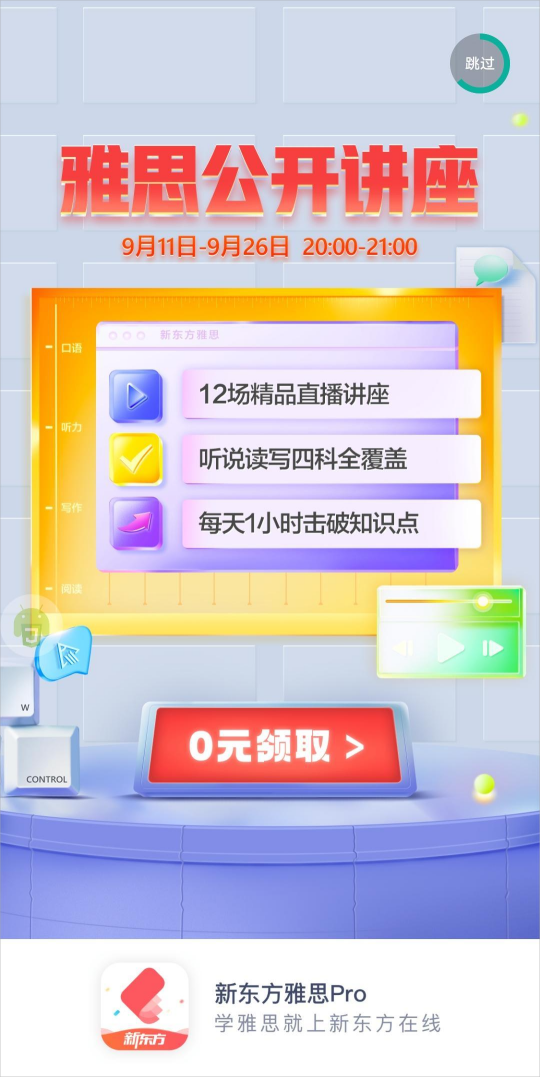 跳过
雅思公开讲座
9月11日-9月26日 20:00-21:00
新东方雅思
口语
12场精品直播讲座
听力
听说读写四科全覆盖
写作
每天1小时击破知识点
阅读
W
CONTROL
0元领取 >
新东方雅思Pro
学雅思就上新东方在线
新东方